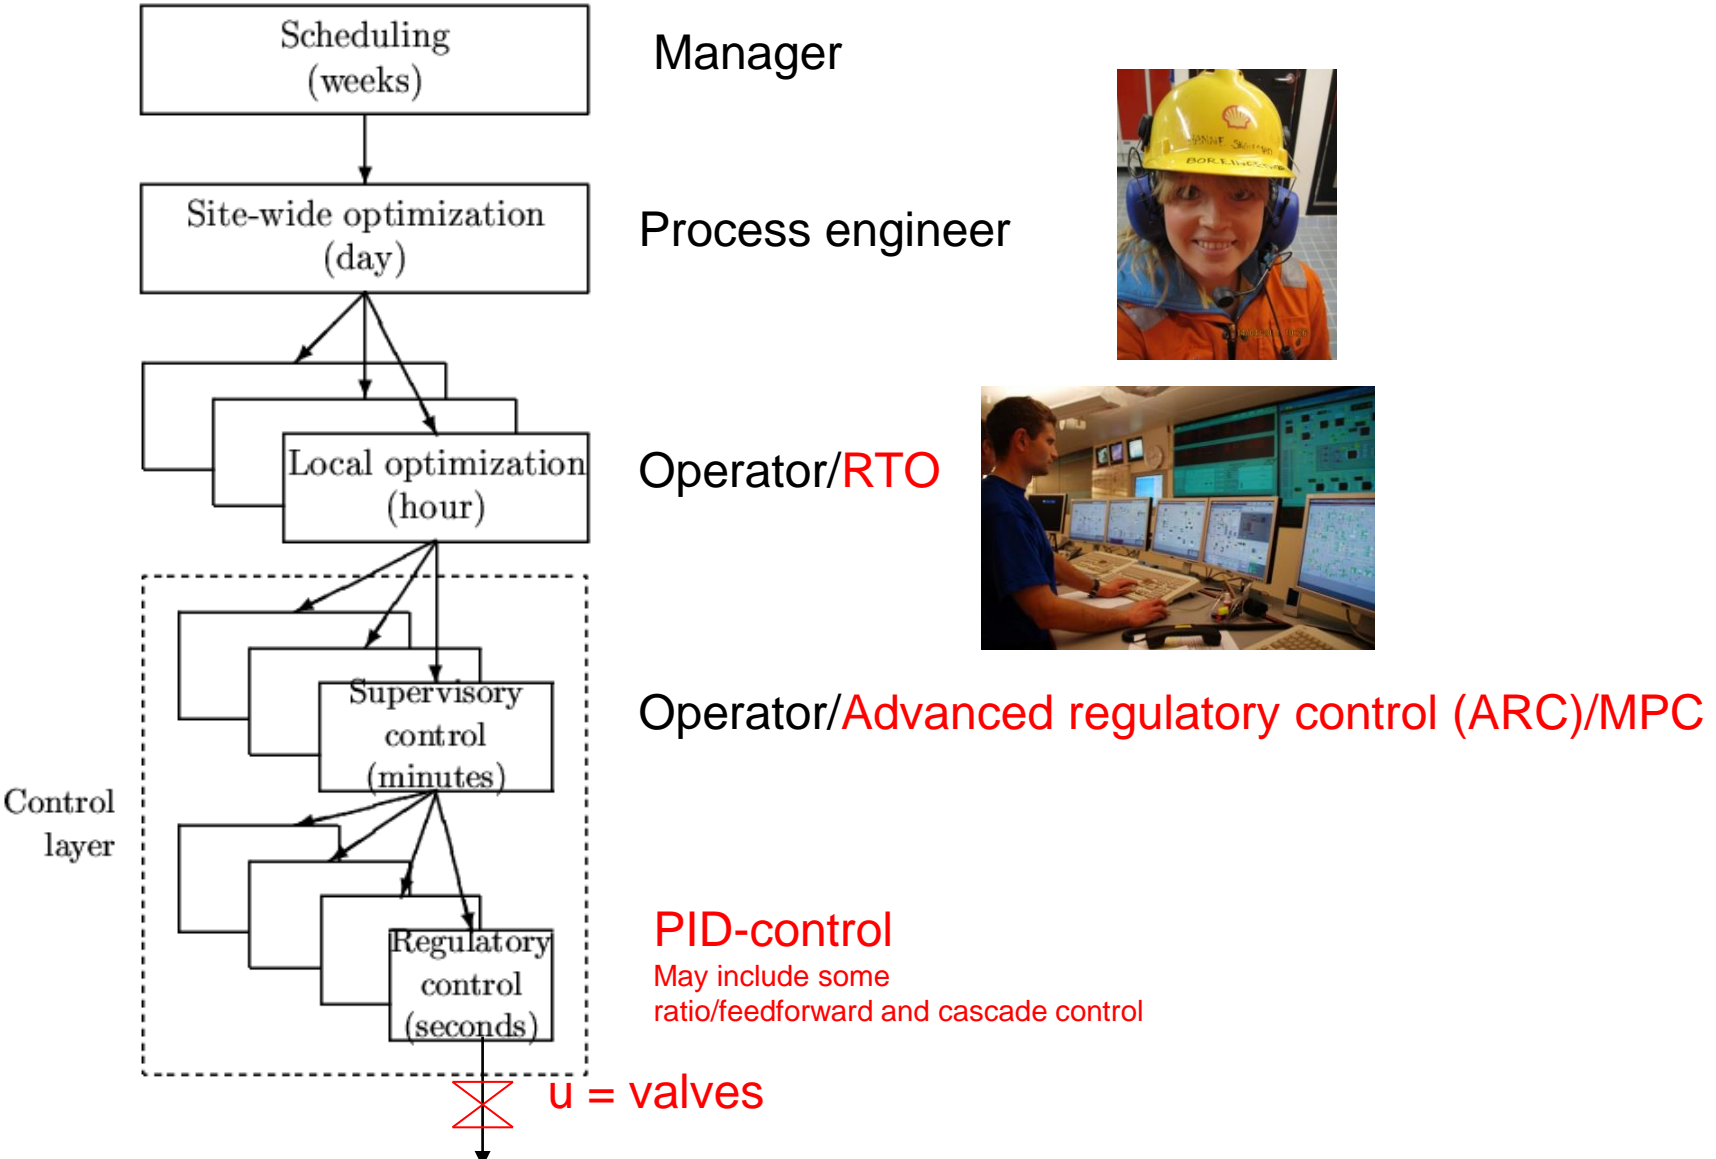 Scheduling
(weeks)
Manager
Site-wide optimization
(day)
Process engineer
BOREINGEST
Local optimization
(hour)
Operator/RTO
Supervisory
control
(minutes)
Operator/Advanced regulatory control (ARC)/MPC
Control
layer
Regulatory
control
(seconds)
PID-control
May include some
ratio/feedforward and cascade control
u = valves